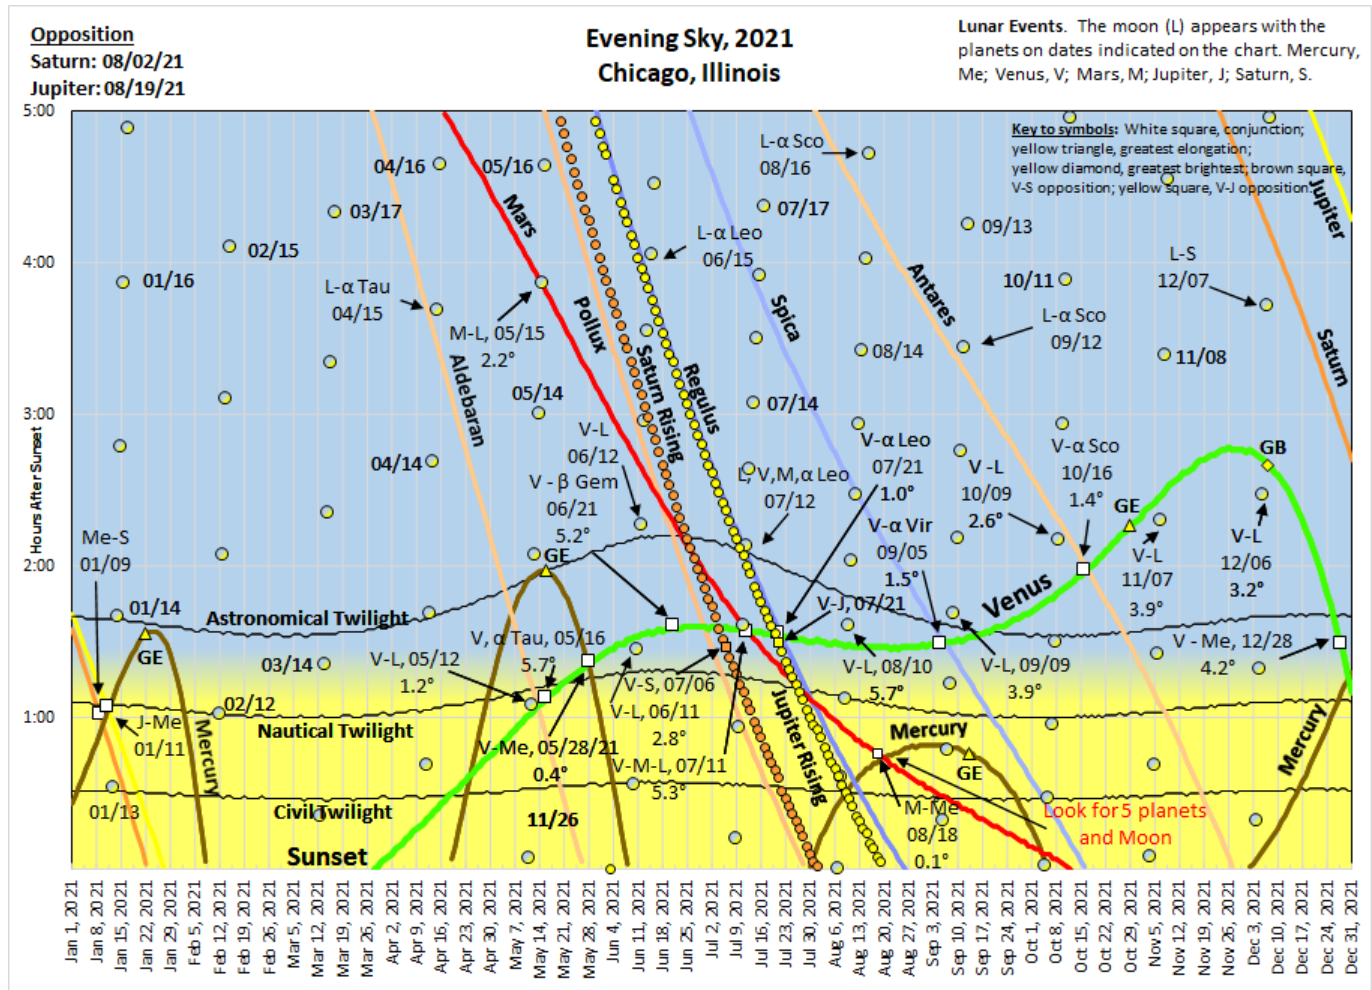 Opposition
Saturn: 08/02/21
Jupiter: 08/19/21
Evening Sky, 2021
Chicago, Illinois
Lunar Events. The moon (L) appears with the
planets on dates indicated on the chart. Mercury,
Me; Venus, V; Mars, M; Jupiter, J; Saturn, S.
Key to symbols: White square, conjunction;
yellow triangle, greatest elongation;
yellow diamond, greatest brightest; brown square,
V-S opposition; yellow square, V-J opposition.
Hours After Sunset
5:00
4:00
3:00
2:00
1:00
04/16
05/16
03/17
02/15
01/16
L-α Tau
04/15
Mars
M-L, 05/15
2.2°
Pollux
Aldebaran
Saturn Rising
Regulus
05/14
04/14
L-α Sco
08/16
07/17
L-α Leo
06/15
Spica
09/13
Antares
10/11
L-S
12/07
Jupiter
Saturn
L-α Sco
09/12
08/14
11/08
07/14
V-L
06/12
V - β Gem
06/21
5.2°
L, V,M,α Leo
07/12
V-α Leo
07/21
1.0°
V -L
10/09
2.6°
V-α Sco
10/16
1.4°
GB
GE
V-α Vir
09/05
1.5°
V-L
11/07
3.9°
V-L
12/06
3.2°
Me-S
01/09
01/14
GE
Astronomical Twilight
GE
Venus
V-J, 07/21
V, α Tau, 05/16
5.7°
V-L, 05/12
1.2°
03/14
02/12
V-S, 07/06
V-L, 06/11
2.8°
V-L, 08/10
5.7°
V-L, 09/09
3.9°
V - Me, 12/28
4.2°
J-Me
01/11
Mercury
Nautical Twilight
V-Me, 05/28/21
0.4°
V-M-L, 07/11
5.3°
Jupiter Rising
Mercury
GE
Mercury
01/13
Civil Twilight
11/26
Sunset
M-Me
08/18
0.1°
Look for 5 planets
and Moon
Jan 1, 2021
Jan 8, 2021
Jan 15, 2021
Jan 22, 2021
Jan 29, 2021
Feb 5, 2021
Feb 12, 2021
Feb 19, 2021
Feb 26, 2021
Mar 5, 2021
Mar 12, 2021
Mar 19, 2021
Mar 26, 2021
Apr 2, 2021
Apr 9, 2021
Apr 16, 2021
Apr 23, 2021
Apr 30, 2021
May 7, 2021
May 14, 2021
May 21, 2021
May 28, 2021
Jun 4, 2021
Jun 11, 2021
Jun 18, 2021
Jun 25, 2021
Jul 2, 2021
Jul 9, 2021
Jul 16, 2021
Jul 23, 2021
Jul 30, 2021
Aug 6, 2021
Aug 13, 2021
Aug 20, 2021
Aug 27, 2021
Sep 3, 2021
Sep 10, 2021
Sep 17, 2021
Sep 24, 2021
Oct 1, 2021
Oct 8, 2021
Oct 15, 2021
Oct 22, 2021
Oct 29, 2021
Nov 5, 2021
Nov 12, 2021
Nov 19, 2021
Nov 26, 2021
Dec 3, 2021
Dec 10, 2021
Dec 17, 2021
Dec 24, 2021
Dec 31, 2021